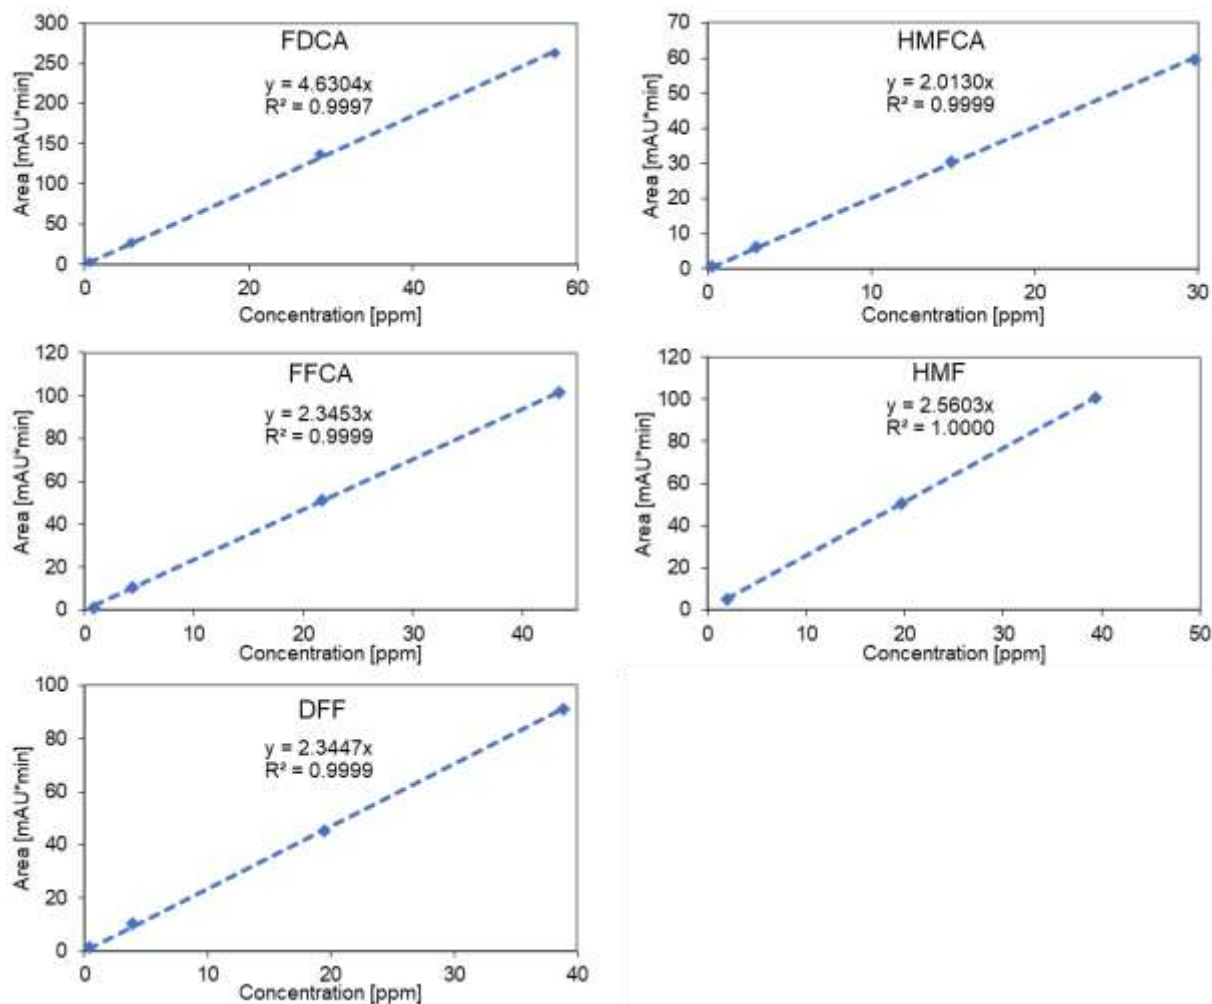 FDCA
y = 4.6304x
R² = 0.9997
Area [mAU*min]
300
250
200
150
100
50
0
0 20 40 60
Concentration [ppm]
HMFCA
y = 2.0130x
R² = 0.9999
Area [mAU*min]
70
60
50
40
30
20
10
0
0 10 20 30
Concentration [ppm]
FFCA
y = 2.3453x
R² = 0.9999
Area [mAU*min]
120
100
80
60
40
20
0
0 10 20 30 40
Concentration [ppm]
HMF
y = 2.5603x
R² = 1.0000
Area [mAU*min]
120
100
80
60
40
20
0
0 10 20 30 40 50
Concentration [ppm]
DFF
y = 2.3447x
R² = 0.9999
Area [mAU*min]
100
80
60
40
20
0
0 10 20 30 40
Concentration [ppm]